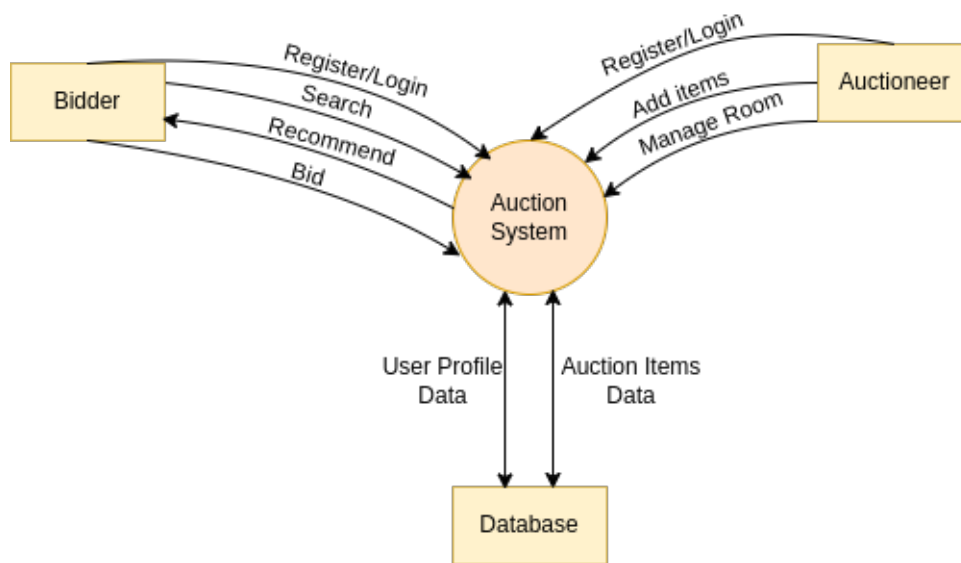 Bidder
Register/Login
Search
Recommend
Bid
Register/Login
Add items
Manage Room
Auctioneer
Auction
System
User Profile
Data
Auction Items
Data
Database